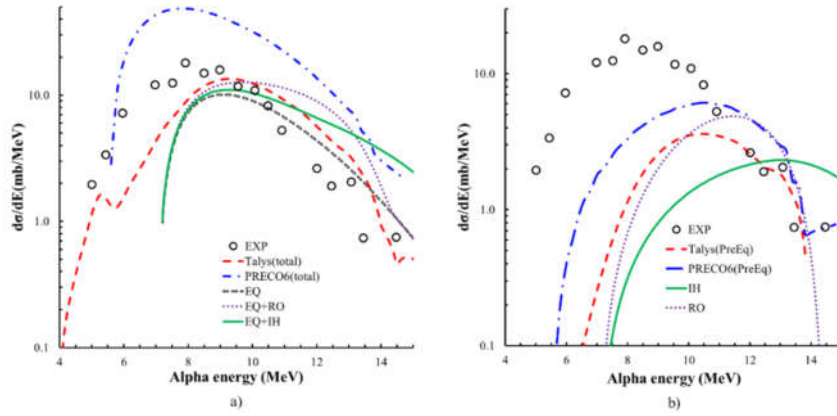 a)
dσ/dE(mb/MeV)
10.0
1.0
0.1
EXP
Talys(total)
PRECO6(total)
EQ
EQ+RO
EQ+IH
4 6 8 10 12 14
Alpha energy (MeV)
a)
b)
dσ/dE(mb/MeV)
10.0
1.0
0.1
EXP
Talys(PreEq)
PRECO6(PreEq)
IH
RO
4 6 8 10 12 14
Alpha energy (MeV)
b)